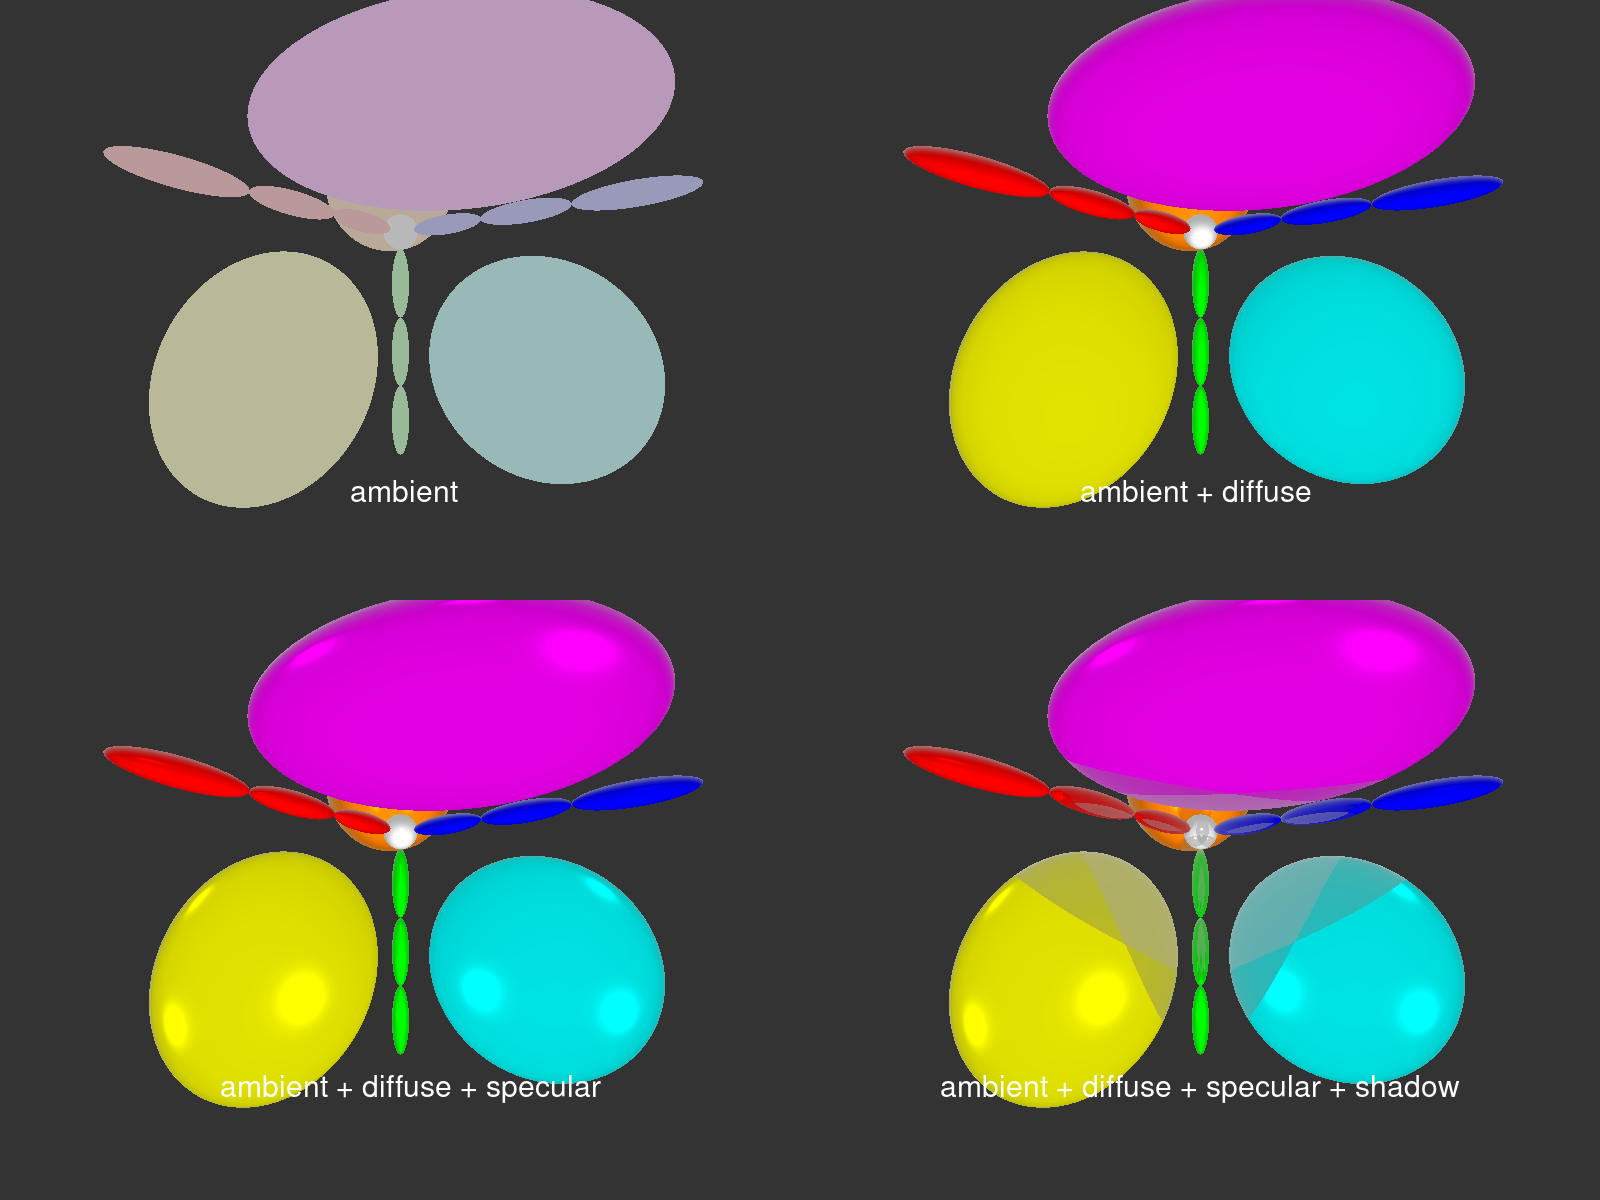 ambient
ambient + diffuse
ambient + diffuse + specular
ambient + diffuse + specular + shadow